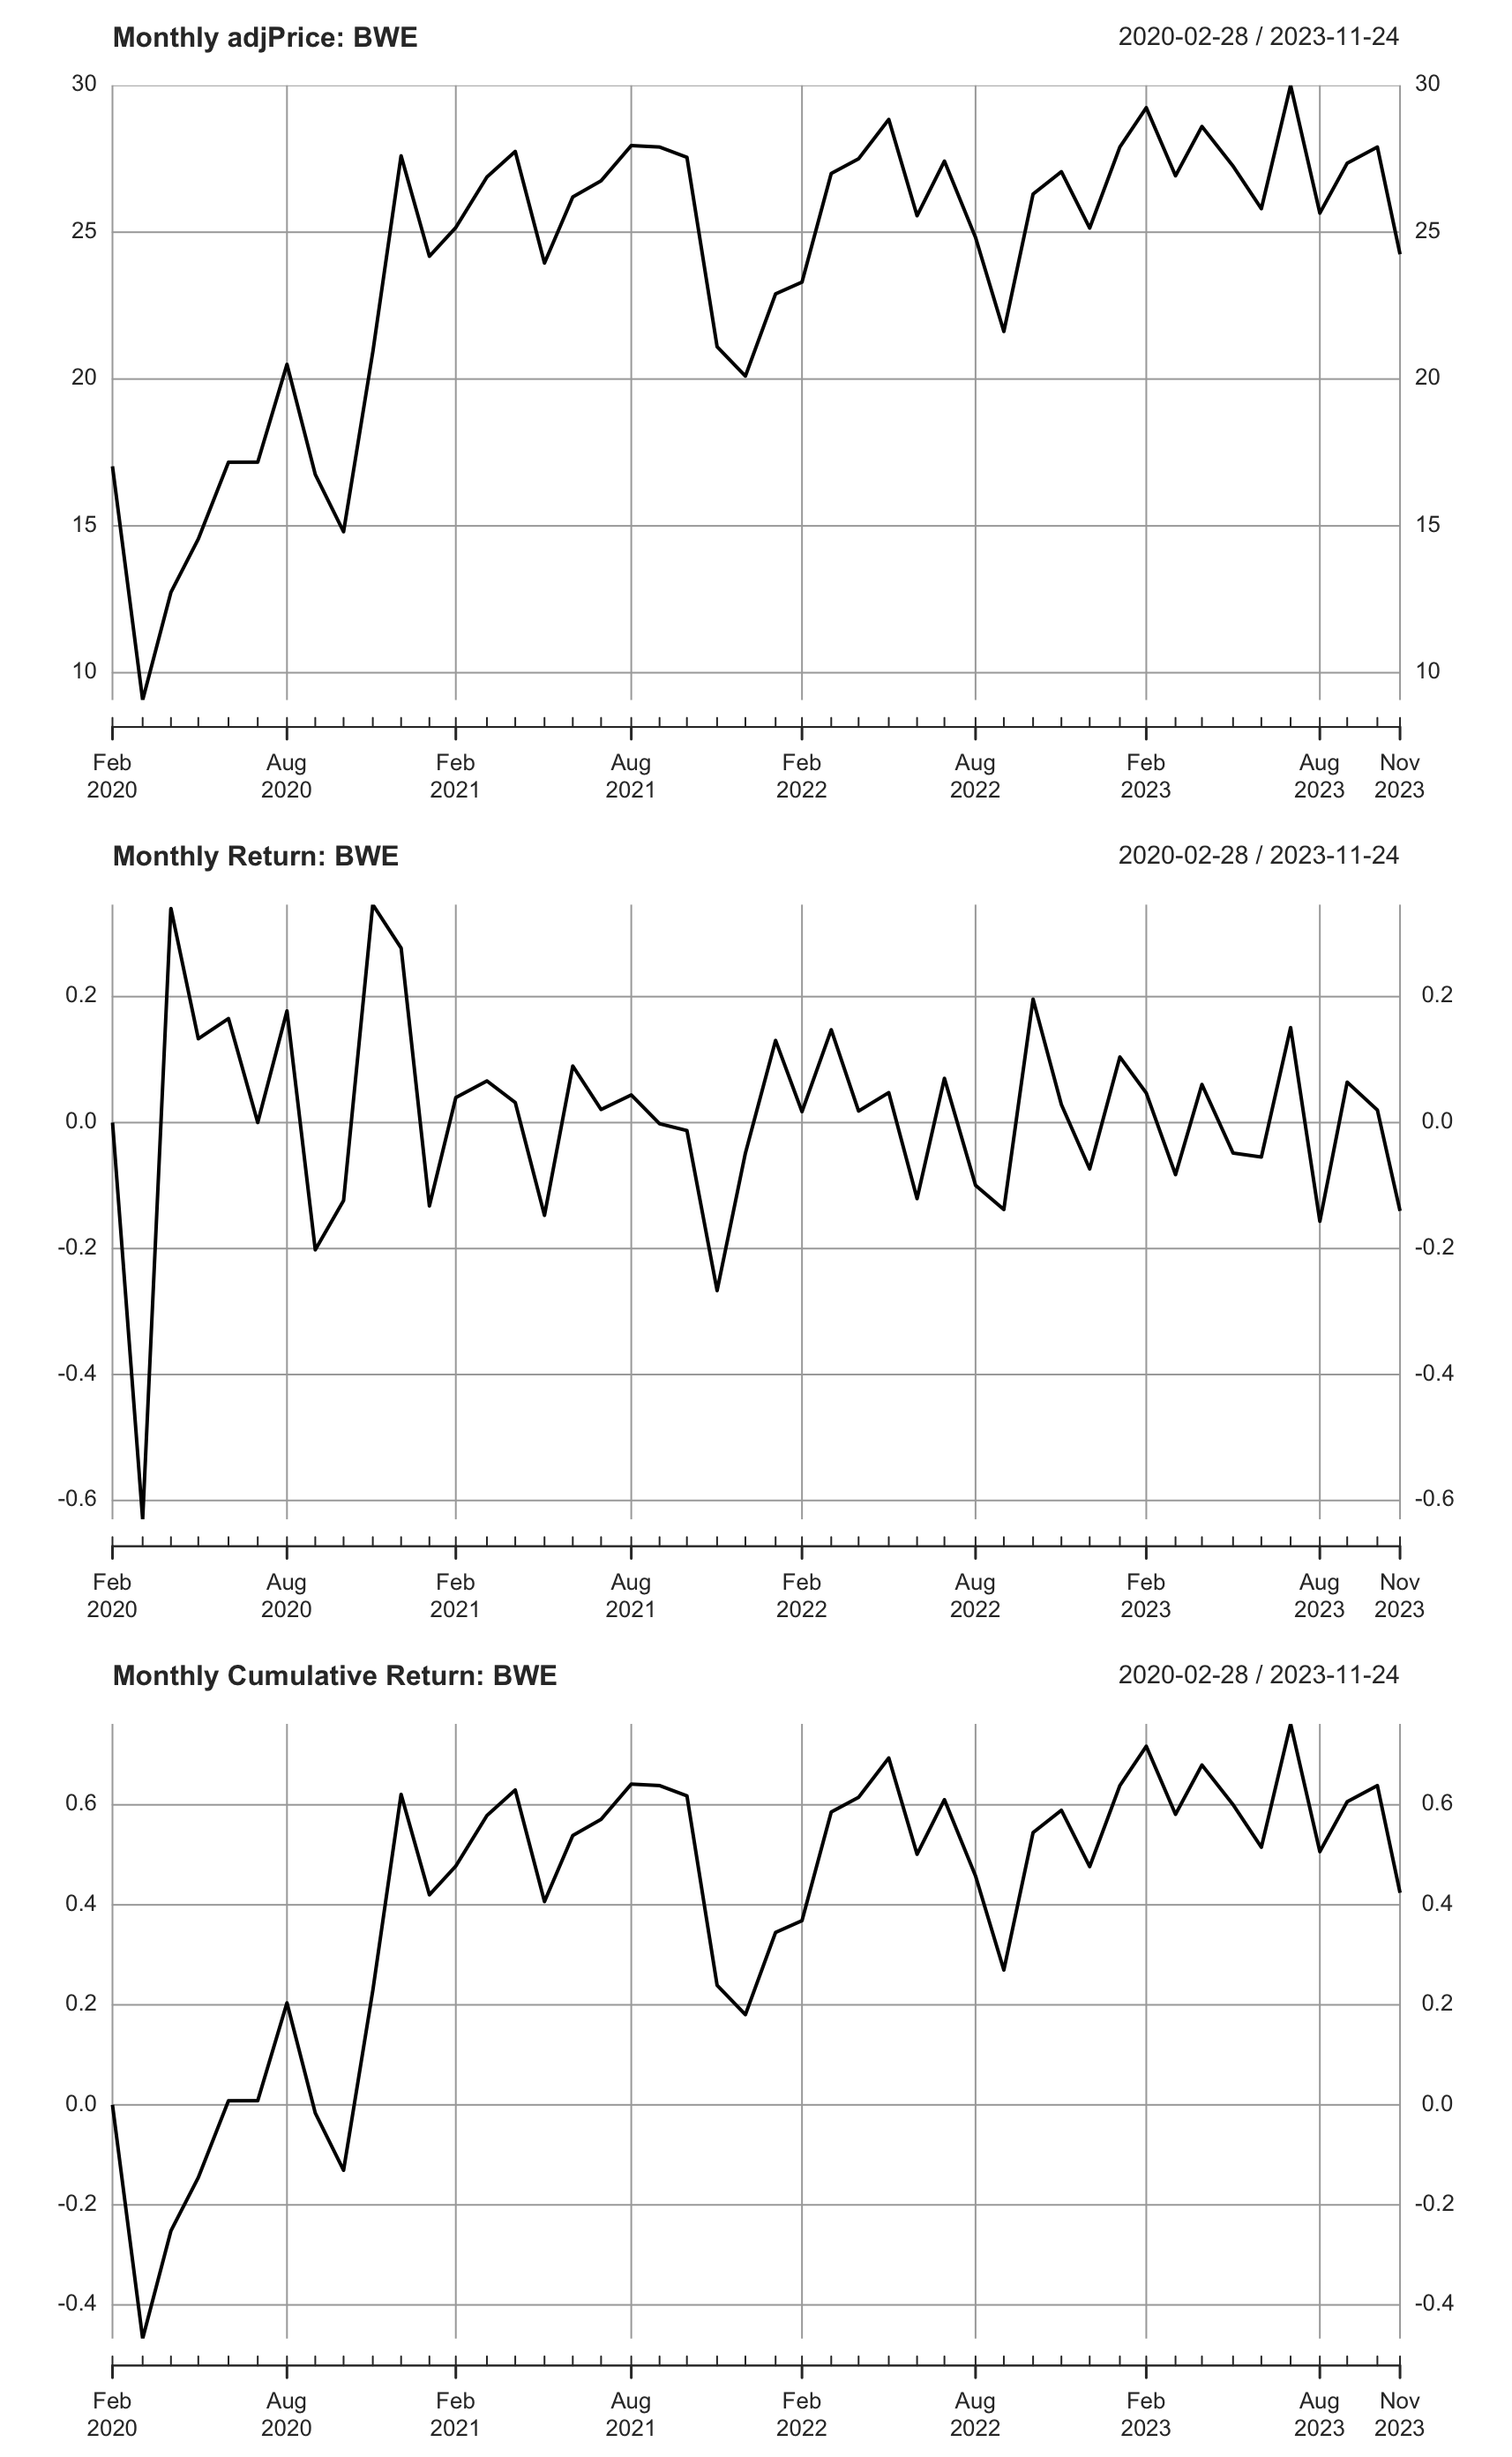 Monthly adjPrice: BWE 2020-02-28 / 2023-11-24
30 30
25 25
20 20
15 15
10 10
Feb Aug Feb Aug Feb Aug Feb Aug Nov
2020 2020 2021 2021 2022 2022 2023 2023 2023
Monthly Return: BWE 2020-02-28 / 2023-11-24
0.2 0.2
0.0 0.0
-0.2 -0.2
-0.4 -0.4
-0.6 -0.6
Feb Aug Feb Aug Feb Aug Feb Aug Nov
2020 2020 2021 2021 2022 2022 2023 2023 2023
Monthly Cumulative Return: BWE 2020-02-28 / 2023-11-24
0.6 0.6
0.4 0.4
0.2 0.2
0.0 0.0
-0.2 -0.2
-0.4 -0.4
Feb Aug Feb Aug Feb Aug Feb Aug Nov
2020 2020 2021 2021 2022 2022 2023 2023 2023